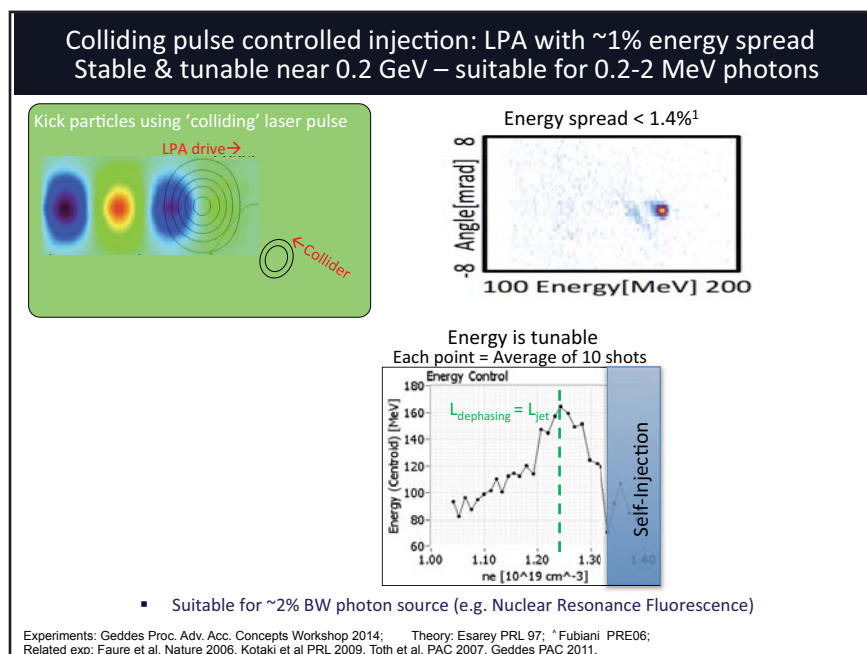 Colliding pulse controlled injection: LPA with ~1% energy spread
Stable & tunable near 0.2 GeV – suitable for 0.2-2 MeV photons
Kick particles using 'colliding' laser pulse
LPA drive→
←Collider
Energy spread < 1.4%¹
8
Angle[mrad]
-8
100 Energy[MeV] 200
Energy is tunable
Each point = Average of 10 shots
Energy Control
180
160
140
120
100
80
60
Energy (Centroid) [MeV]
L_dephasing = L_jet
Self-Injection
1.00 1.10 1.20 1.30 1.40
ne [10^19 cm^-3]
▪ Suitable for ~2% BW photon source (e.g. Nuclear Resonance Fluorescence)
Experiments: Geddes Proc. Adv. Acc. Concepts Workshop 2014; Theory: Esarey PRL 97; ^Fubiani PRE06;
Related exp: Faure et al. Nature 2006, Kotaki et al PRL 2009, Toth et al, PAC 2007, Geddes PAC 2011.